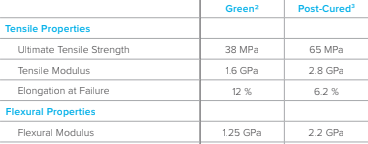 Green² Post-Cured³
Tensile Properties
Ultimate Tensile Strength 38 MPa 65 MPa
Tensile Modulus 1.6 GPa 2.8 GPa
Elongation at Failure 12 % 6.2 %
Flexural Properties
Flexural Modulus 1.25 GPa 2.2 GPa